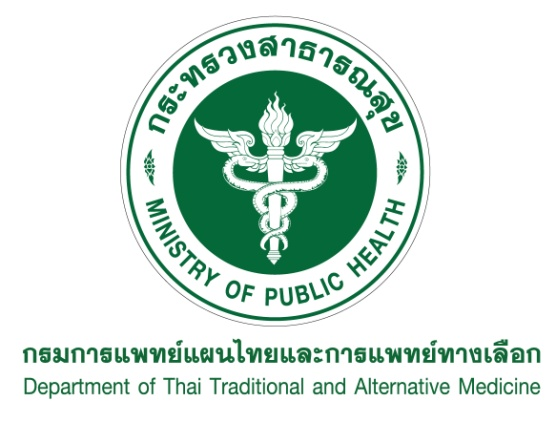 กระทรวงสาธารณสุข
MINISTRY OF PUBLIC HEALTH
กรมการแพทย์แผนไทยและการแพทย์ทางเลือก
Department of Thai Traditional and Alternative Medicine